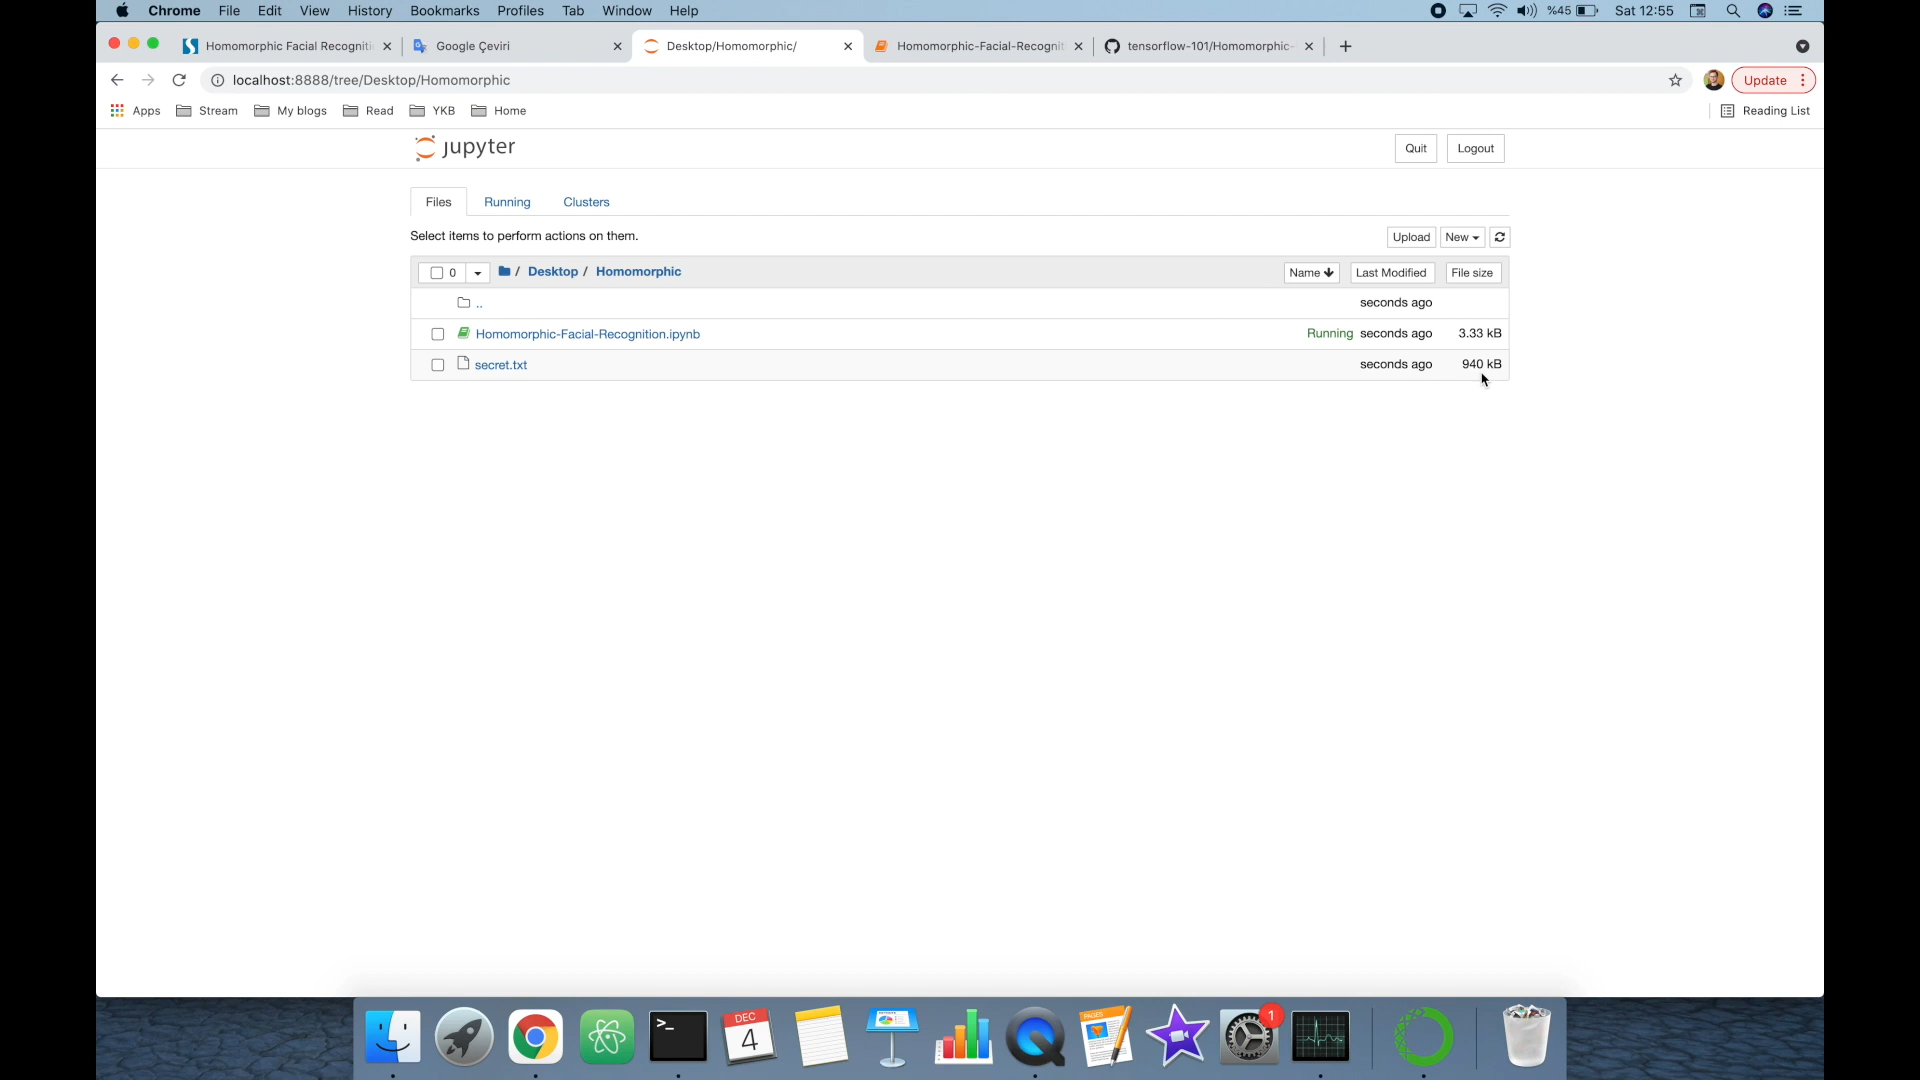 Chrome File Edit View History Bookmarks Profiles Tab Window Help %45 Sat 12:55
Homomorphic Facial Recogniti Google Çeviri Desktop/Homomorphic/ Homomorphic-Facial-Recognit tensorflow-101/Homomorphic-
localhost:8888/tree/Desktop/Homomorphic Update
Apps Stream My blogs Read YKB Home Reading List
jupyter Quit Logout
Files Running Clusters
Select items to perform actions on them. Upload New
0 / Desktop / Homomorphic Name Last Modified File size
.. seconds ago
Homomorphic-Facial-Recognition.ipynb Running seconds ago 3.33 kB
secret.txt seconds ago 940 kB
>_ DEC 4 PAGES 1